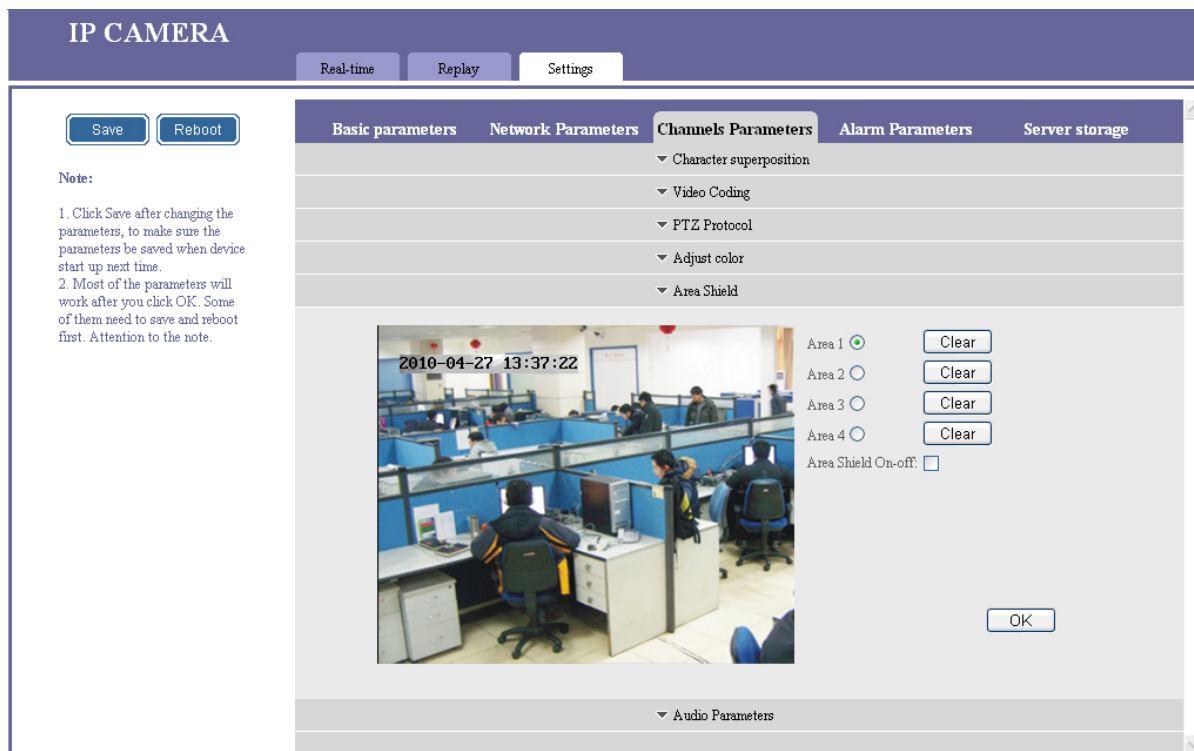 IP CAMERA
Real-time
Replay
Settings
Save
Reboot
Note:
1. Click Save after changing the
parameters, to make sure the
parameters be saved when device
start up next time.
2. Most of the parameters will
work after you click OK. Some
of them need to save and reboot
first. Attention to the note.
Basic parameters
Network Parameters
Channels Parameters
Alarm Parameters
Server storage
Character superposition
Video Coding
PTZ Protocol
Adjust color
Area Shield
2010-04-27 13:37:22
Area 1
Clear
Area 2
Clear
Area 3
Clear
Area 4
Clear
Area Shield On-off:
OK
Audio Parameters